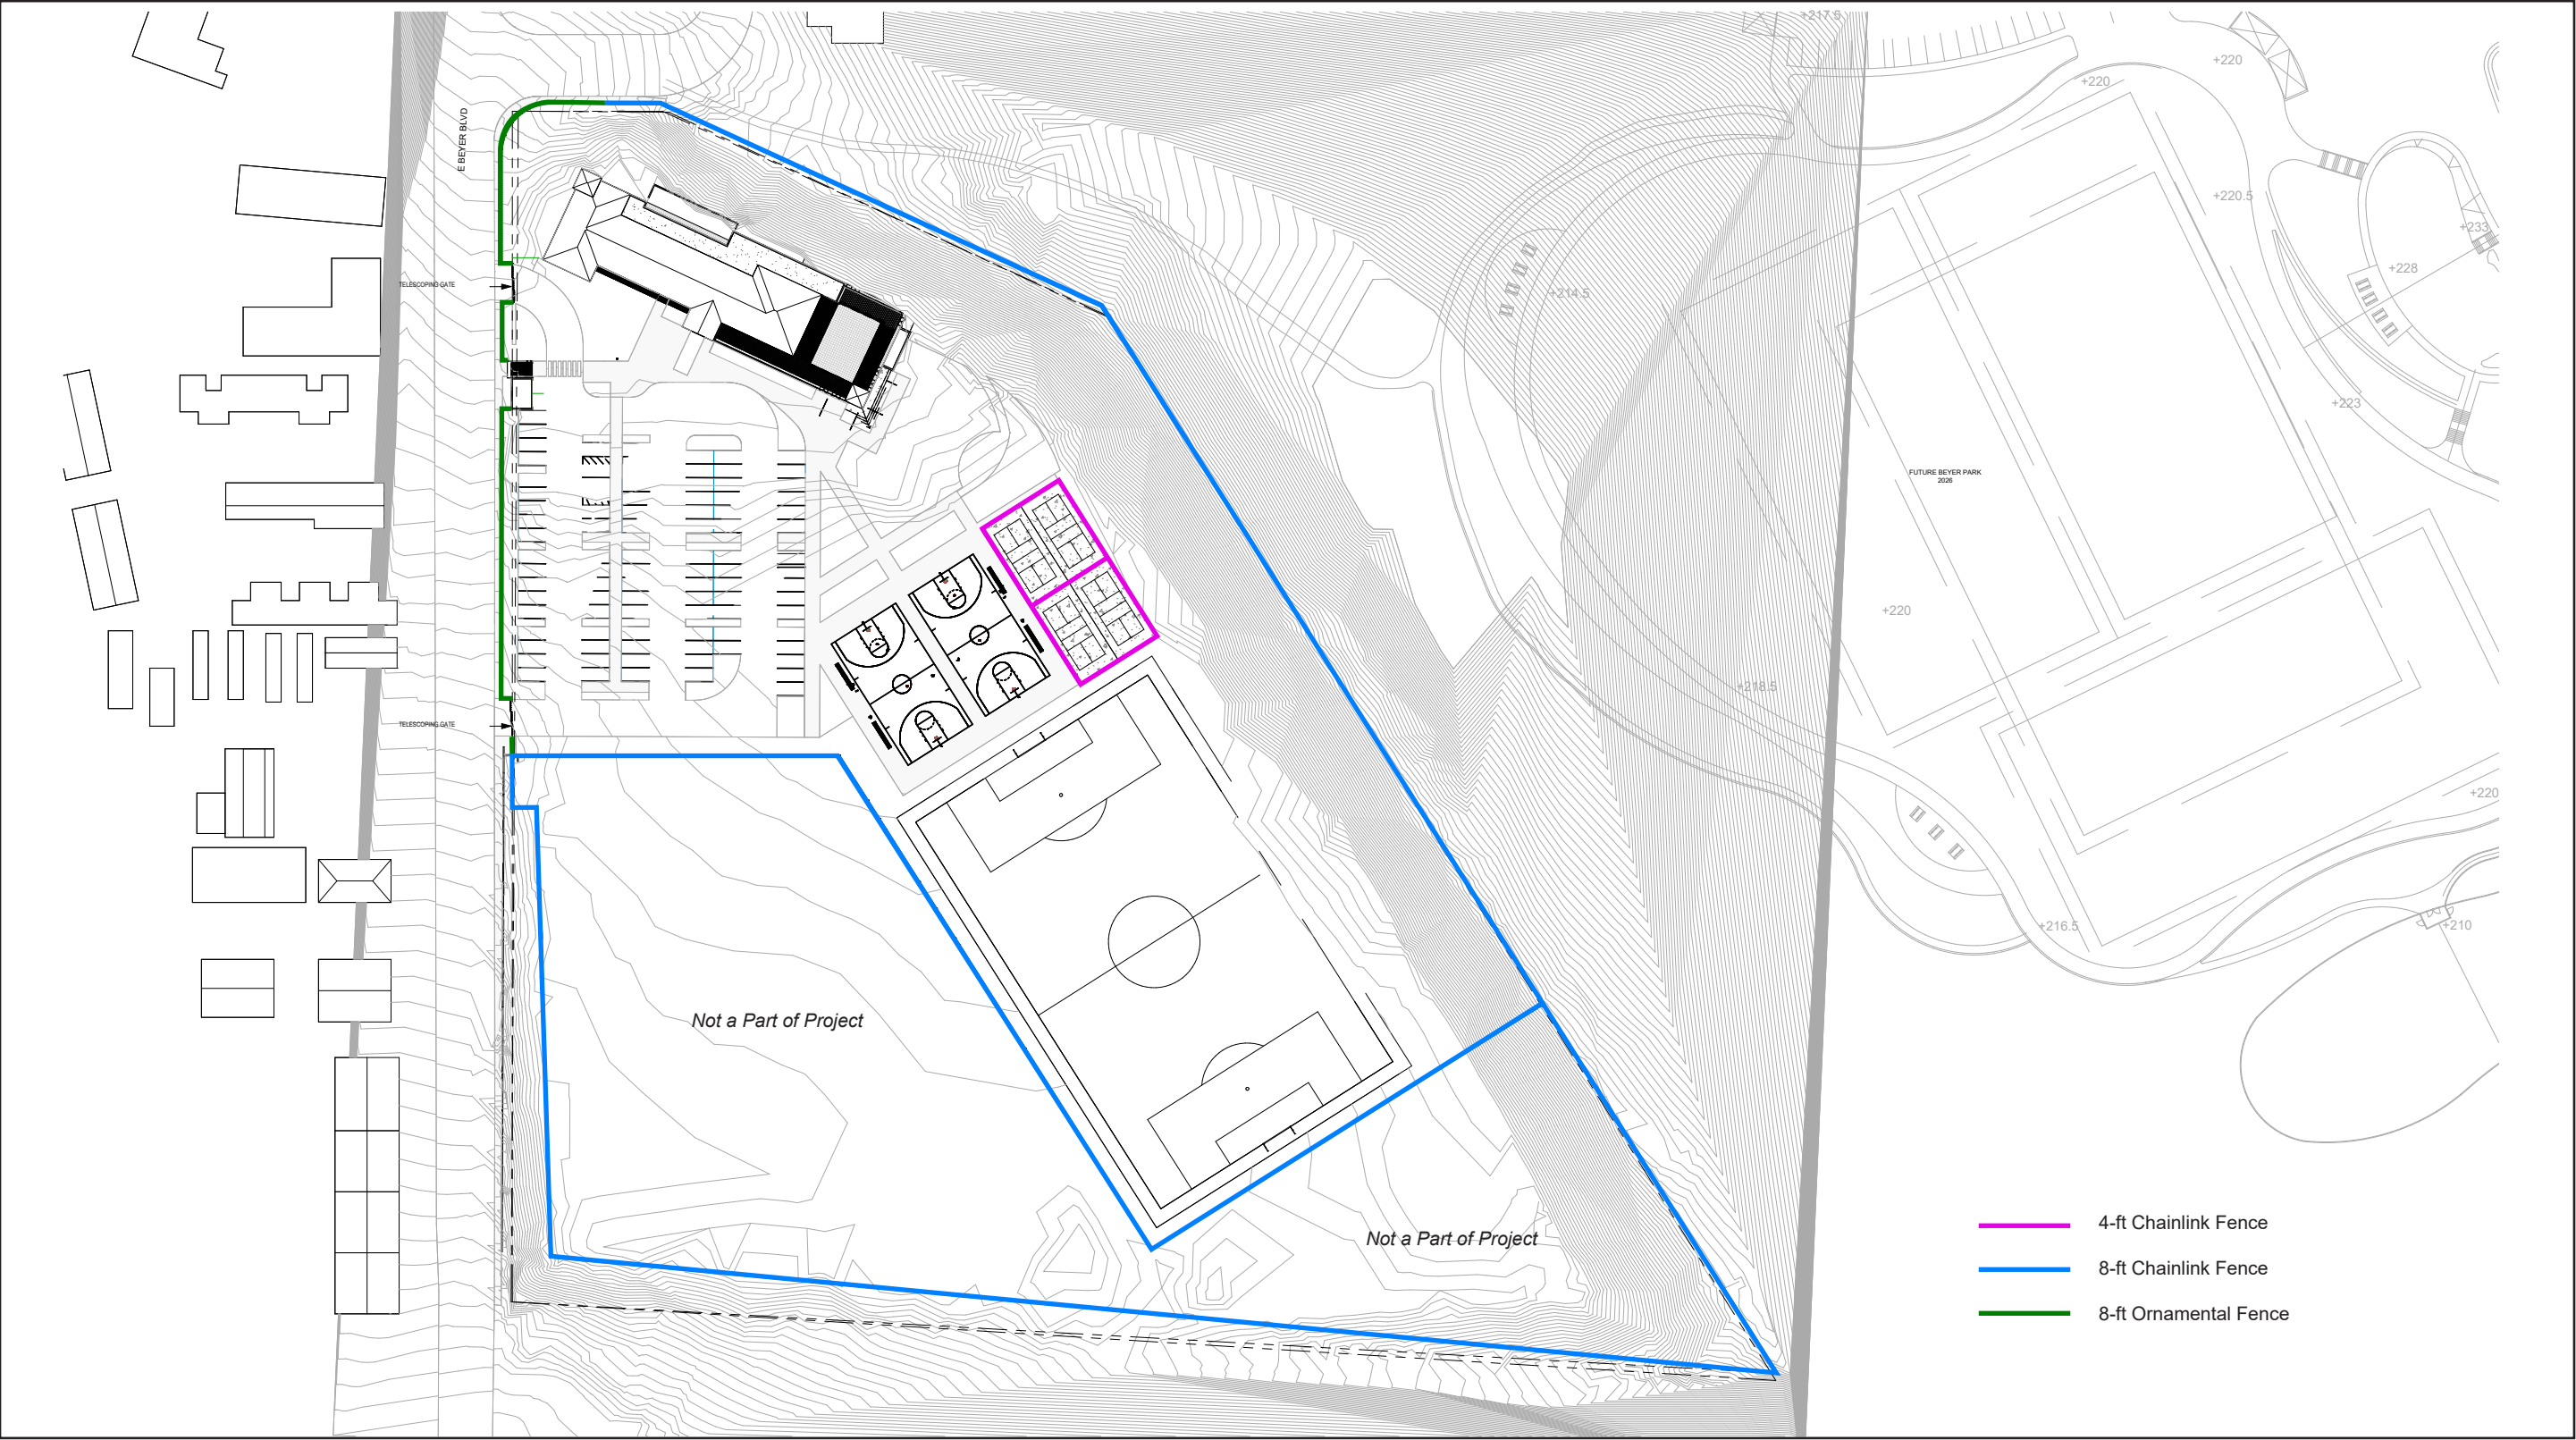 +217.5
+220
+220
E BEYER BLVD
+220.5
+233
+228
TELESCOPING GATE
+214.5
+223
FUTURE BEYER PARK
2026
+220
+218.5
TELESCOPING GATE
+220
+216.5
+210
Not a Part of Project
Not a Part of Project
4-ft Chainlink Fence
8-ft Chainlink Fence
8-ft Ornamental Fence